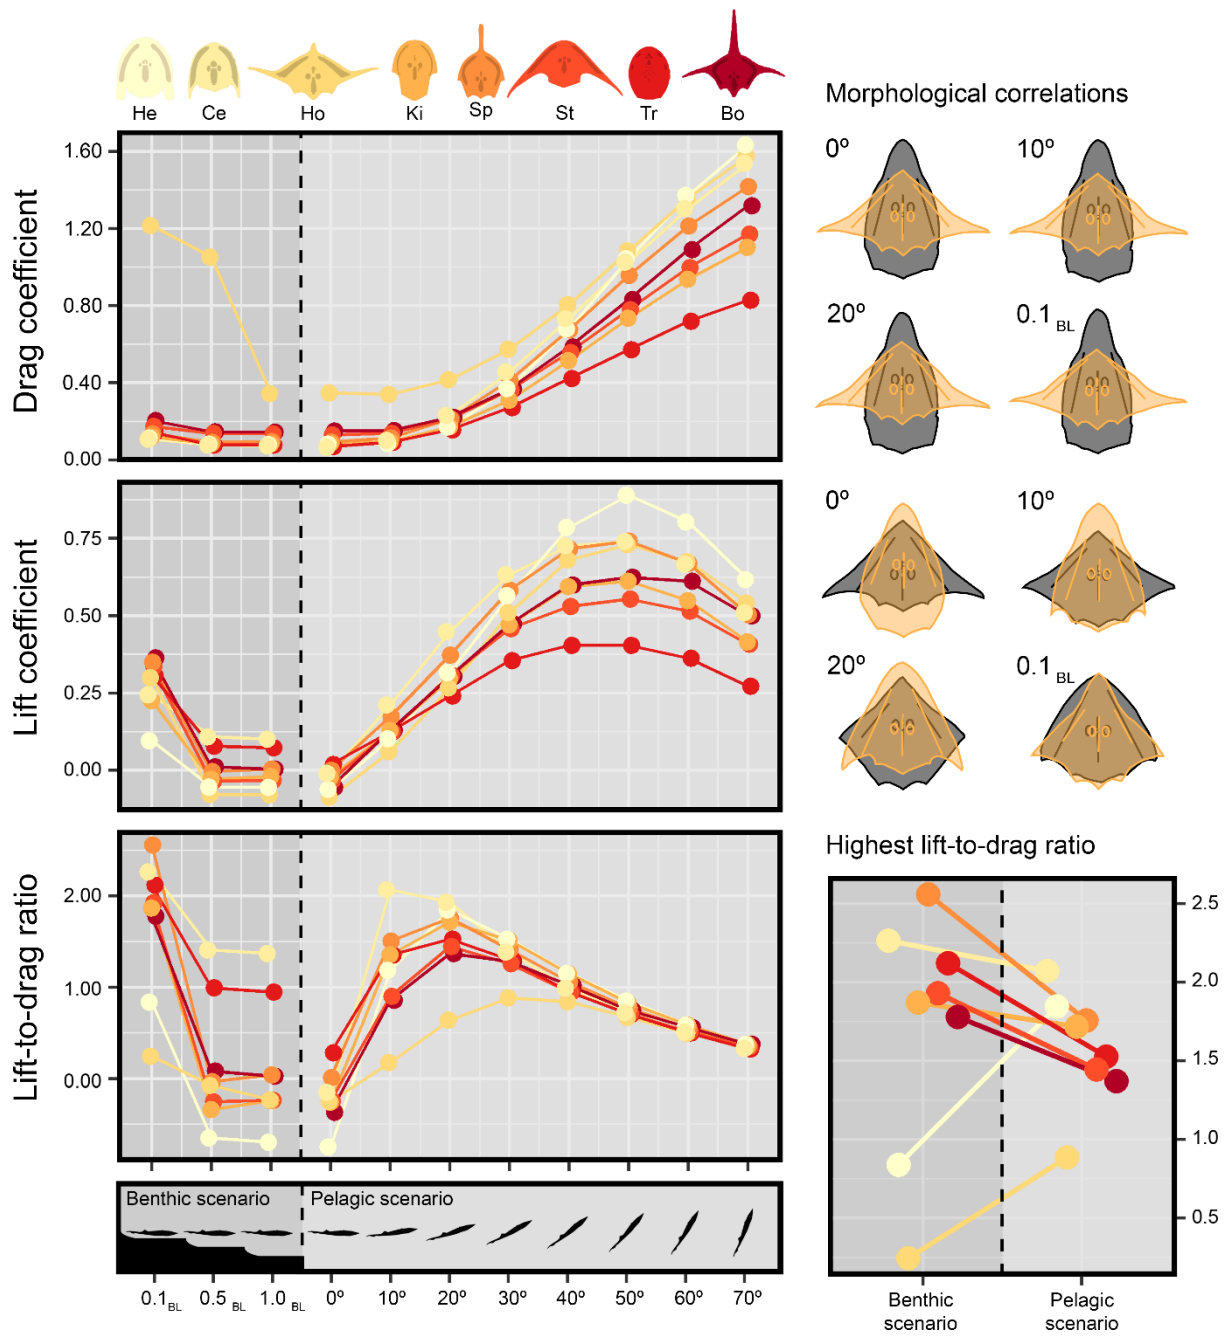 He Ce Ho Ki Sp St Tr Bo
Drag coefficient
1.60
1.20
0.80
0.40
0.00
Lift coefficient
0.75
0.50
0.25
0.00
Lift-to-drag ratio
2.00
1.00
0.00
Benthic scenario Pelagic scenario
0.1 BL 0.5 BL 1.0 BL 0º 10º 20º 30º 40º 50º 60º 70º
Morphological correlations
0º 10º
20º 0.1 BL
0º 10º
20º 0.1 BL
Highest lift-to-drag ratio
2.5
2.0
1.5
1.0
0.5
Benthic Pelagic
scenario scenario